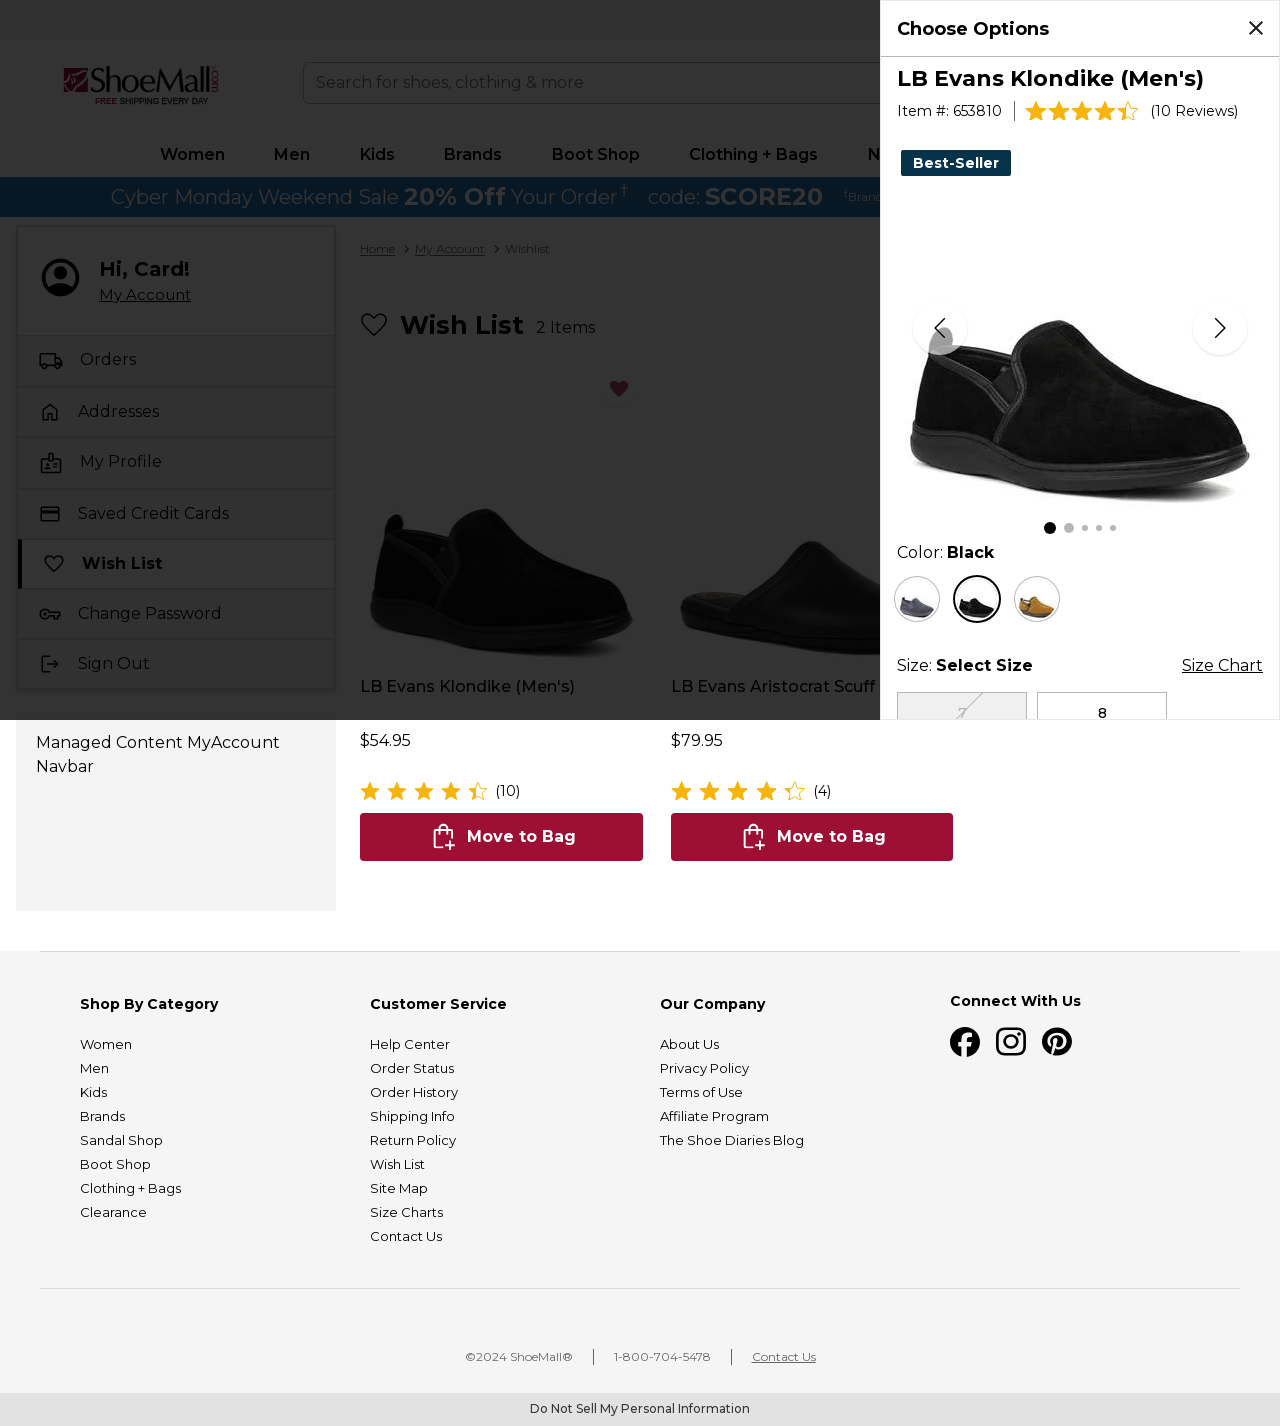 ShoeMall.com
FREE SHIPPING EVERY DAY
Search for shoes, clothing & more
Women
Men
Kids
Brands
Boot Shop
Clothing + Bags
Cyber Monday Weekend Sale 20% Off Your Order† code: SCORE20
Hi, Card!
My Account
Orders
Addresses
My Profile
Saved Credit Cards
Wish List
Change Password
Sign Out
Managed Content MyAccount
Navbar
Home
My Account
Wishlist
Wish List 2 Items
LB Evans Klondike (Men's)
$54.95
(10)
Move to Bag
LB Evans Aristocrat Scuff
$79.95
(4)
Move to Bag
Choose Options
LB Evans Klondike (Men's)
Item #: 653810
(10 Reviews)
Best-Seller
Color: Black
Size: Select Size
Size Chart
7
8
Shop By Category
Women
Men
Kids
Brands
Sandal Shop
Boot Shop
Clothing + Bags
Clearance
Customer Service
Help Center
Order Status
Order History
Shipping Info
Return Policy
Wish List
Site Map
Size Charts
Contact Us
Our Company
About Us
Privacy Policy
Terms of Use
Affiliate Program
The Shoe Diaries Blog
Connect With Us
©2024 ShoeMall®
1-800-704-5478
Contact Us
Do Not Sell My Personal Information